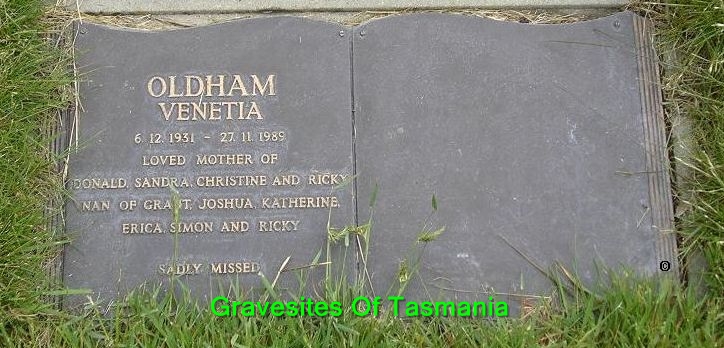 OLDHAM
VENETIA
6. 12. 1931 - 27. 11. 1989
LOVED MOTHER OF
DONALD, SANDRA, CHRISTINE AND RICKY
NAN OF GRANT, JOSHUA, KATHERINE,
ERICA, SIMON AND RICKY
SADLY MISSED
Gravesites Of Tasmania
©